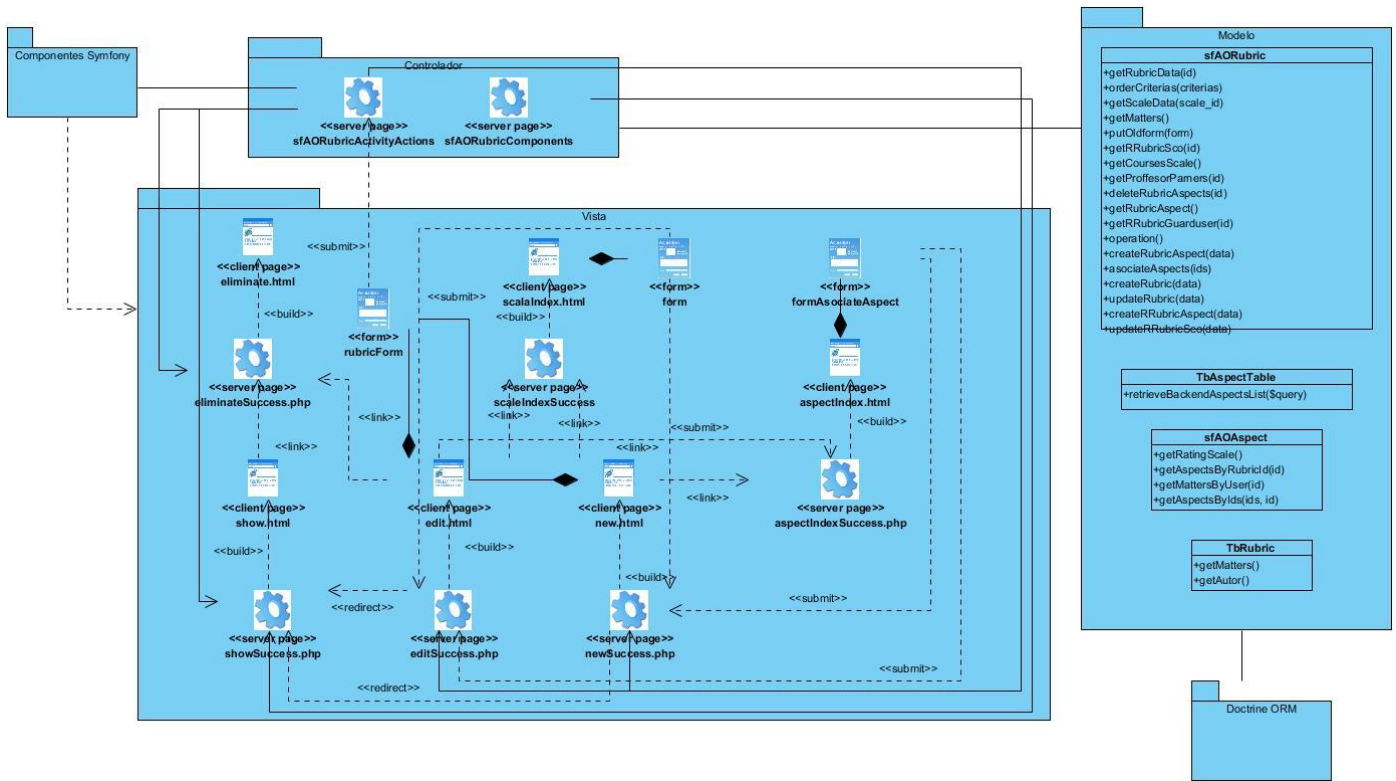 Componentes Symfony
Controlador
<<server page>>
sfAORubricActivityActions
<<server page>>
sfAORubricComponents
Modelo
sfAORubric
+getRubricData(id)
+orderCriterias(criterias)
+getScaleData(scale_id)
+getMatters()
+putOldform(form)
+getRRubricSco(id)
+getCoursesScale()
+getProffesorParners(id)
+deleteRubricAspects(id)
+getRubricAspect()
+getRRubricGuarduser(id)
+operation()
+createRubricAspect(data)
+asociateAspects(ids)
+createRubric(data)
+updateRubric(data)
+createRRubricAspect(data)
+updateRRubricSco(data)
TbAspectTable
+retrieveBackendAspectsList($query)
sfAOAspect
+getRatingScale()
+getAspectsByRubricId(id)
+getMattersByUser(id)
+getAspectsByIds(ids, id)
TbRubric
+getMatters()
+getAutor()
Doctrine ORM
Vista
<<client page>>
eliminate.html
<<submit>>
<<build>>
<<form>>
rubricForm
<<submit>>
<<client page>>
scalaIndex.html
<<build>>
<<form>>
form
<<form>>
formAsociateAspect
<<server page>>
eliminateSuccess.php
<<link>>
<<server page>>
scaleIndexSuccess
<<link>>
<<link>>
<<client page>>
aspectIndex.html
<<build>>
<<submit>>
<<link>>
<<link>>
<<client page>>
show.html
<<client page>>
edit.html
<<client page>>
new.html
<<link>>
<<server page>>
aspectIndexSuccess.php
<<build>>
<<build>>
<<build>>
<<redirect>>
<<submit>>
<<server page>>
showSuccess.php
<<server page>>
editSuccess.php
<<server page>>
newSuccess.php
<<submit>>
<<redirect>>